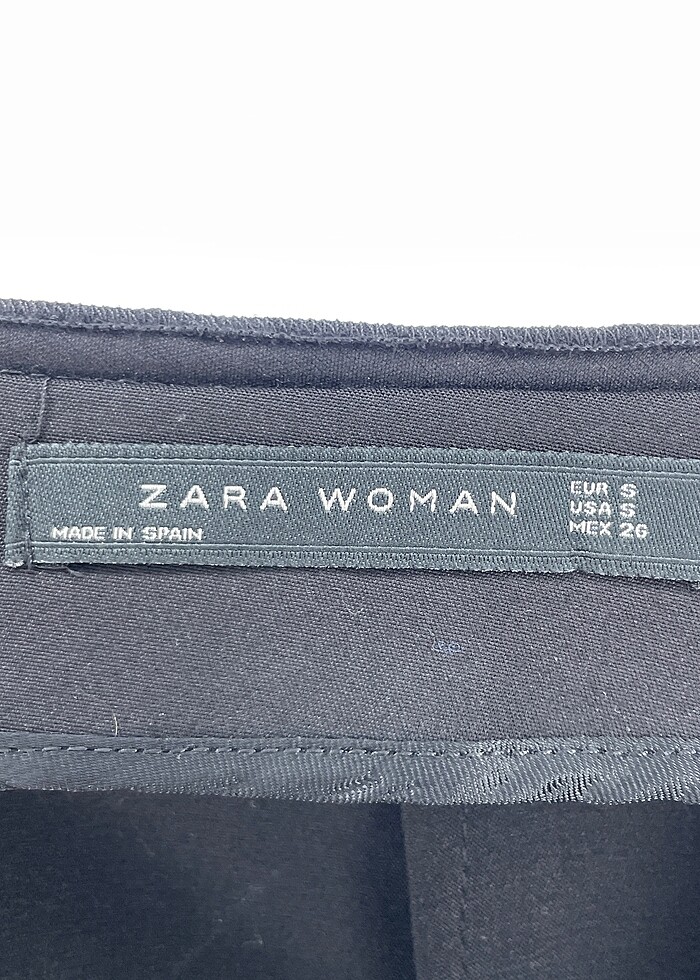 ZARA WOMAN
MADE IN SPAIN
EUR S
USA S
MEX 26